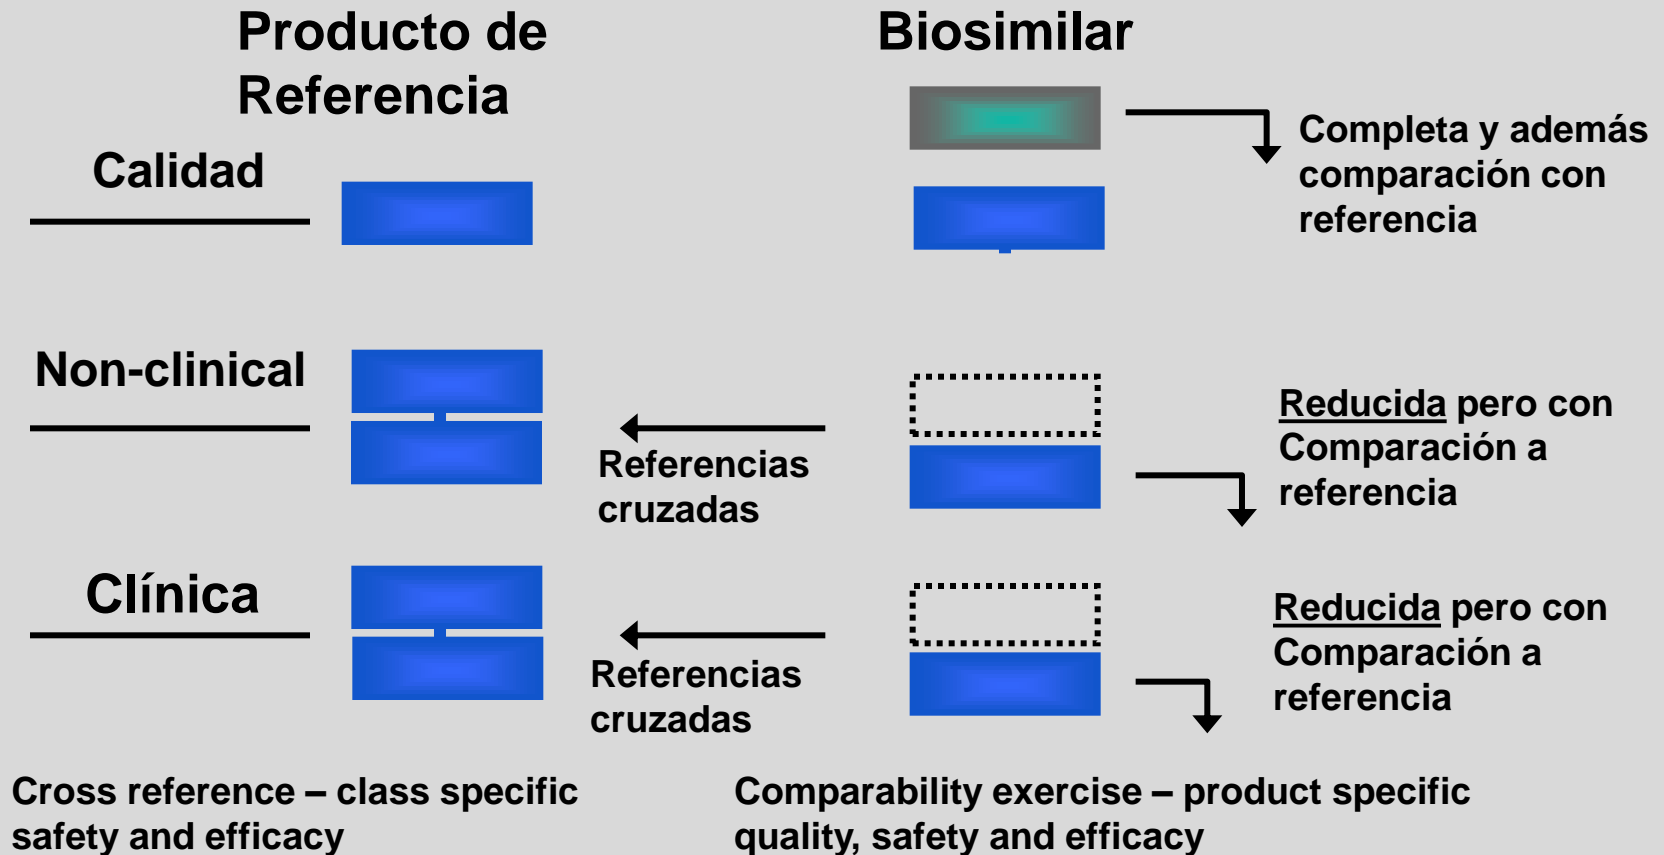 Producto de
Referencia
Biosimilar
Calidad
Completa y además
comparación con
referencia
Non-clinical
Referencias
cruzadas
Reducida pero con
Comparación a
referencia
Clínica
Referencias
cruzadas
Reducida pero con
Comparación a
referencia
Cross reference – class specific
safety and efficacy
Comparability exercise – product specific
quality, safety and efficacy